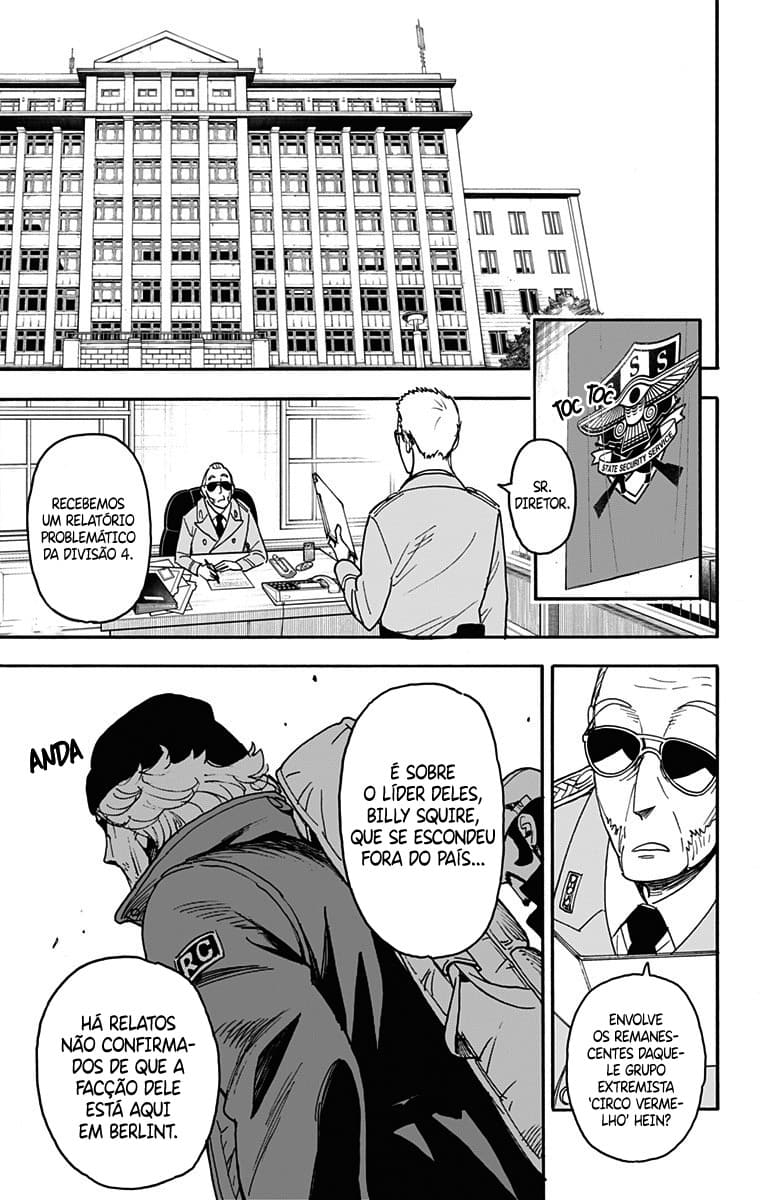 TOC TOC
SSS
STATE SECURITY SERVICE
SR.
DIRETOR.
RECEBEMOS
UM RELATÓRIO
PROBLEMÁTICO
DA DIVISÃO 4.
ENVOLVE
OS REMANES-
CENTES DAQUE-
LE GRUPO
EXTREMISTA
‘CIRCO VERME-
LHO’ HEIN?
É SOBRE
O LÍDER DELES,
BILLY SQUIRE,
QUE SE ESCONDEU
FORA DO PAÍS...
ANDA
RC
HÁ RELATOS
NÃO CONFIRMA-
DOS DE QUE A
FACÇÃO DELE
ESTÁ AQUI
EM BERLINT.